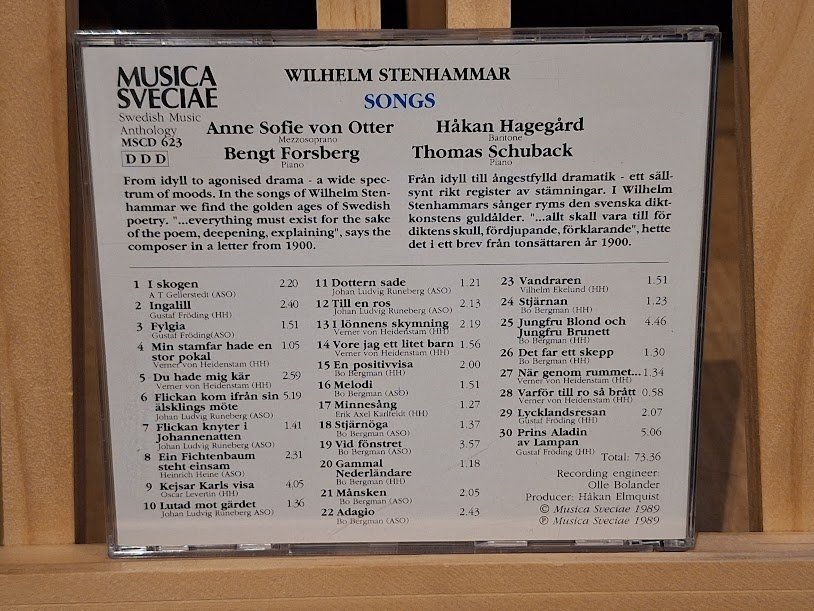 MUSICA
SVECIAE
Swedish Music
Anthology
MSCD 623
D D D
WILHELM STENHAMMAR
SONGS
Anne Sofie von Otter
Mezzosoprano
Bengt Forsberg
Piano
Håkan Hagegård
Baritone
Thomas Schuback
Piano
From idyll to agonised drama - a wide spec-
trum of moods. In the songs of Wilhelm Sten-
hammar we find the golden ages of Swedish
poetry. "...everything must exist for the sake
of the poem, deepening, explaining", says the
composer in a letter from 1900.
Från idyll till ångestfylld dramatik - ett säll-
synt rikt register av stämningar. I Wilhelm
Stenhammars sånger ryms den svenska dikt-
konstens guldålder. "...allt skall vara till för
diktens skull, fördjupande, förklarande", hette
det i ett brev från tonsättaren år 1900.
1 I skogen 2.20
A T Gellerstedt (ASO)
2 Ingalill 2.40
Gustaf Fröding (HH)
3 Fylgia 1.51
Gustaf Fröding(ASO)
4 Min stamfar hade en 1.05
stor pokal
Verner von Heidenstam (HH)
5 Du hade mig kär 2.59
Verner von Heidenstam (HH)
6 Flickan kom ifrån sin 5.19
älsklings möte
Johan Ludvig Runeberg (ASO)
7 Flickan knyter i 1.41
Johannenatten
Johan Ludvig Runeberg (ASO)
8 Ein Fichtenbaum 2.31
steht einsam
Heinrich Heine (ASO)
9 Kejsar Karls visa 4.05
Oscar Levertin (HH)
10 Lutad mot gärdet 1.36
Johan Ludvig Runeberg ASO)
11 Dottern sade 1.21
Johan Ludvig Runeberg (ASO)
12 Till en ros 2.13
Johan Ludvig Runeberg (ASO)
13 I lönnens skymning 2.19
Verner von Heidenstam (HH)
14 Vore jag ett litet barn 1.56
Verner von Heidenstam (HH)
15 En positivvisa 2.00
Bo Bergman (HH)
16 Melodi 1.51
Bo Bergman (ASO)
17 Minnesång 1.27
Erik Axel Karlfeldt (HH)
18 Stjärnöga 1.37
Bo Bergman (ASO)
19 Vid fönstret 3.57
Bo Bergman (ASO)
20 Gammal 1.18
Nederländare
Bo Bergman (HH)
21 Månsken 2.05
Bo Bergman (ASO)
22 Adagio 2.43
Bo Bergman (ASO)
23 Vandraren 1.51
Vilhelm Ekelund (HH)
24 Stjärnan 1.23
Bo Bergman (HH)
25 Jungfru Blond och 4.46
Jungfru Brunett
Bo Bergman (HH)
26 Det far ett skepp 1.30
Bo Bergman (HH)
27 När genom rummet... 1.34
Verner von Heidenstam (HH)
28 Varför till ro så brått 0.58
Verner von Heidenstam (HH)
29 Lycklandsresan 2.07
Gustaf Fröding (HH)
30 Prins Aladin 5.06
av Lampan
Gustaf Fröding (HH)
Total: 73.36
Recording engineer:
Olle Bolander
Producer: Håkan Elmquist
© Musica Sveciae 1989
℗ Musica Sveciae 1989